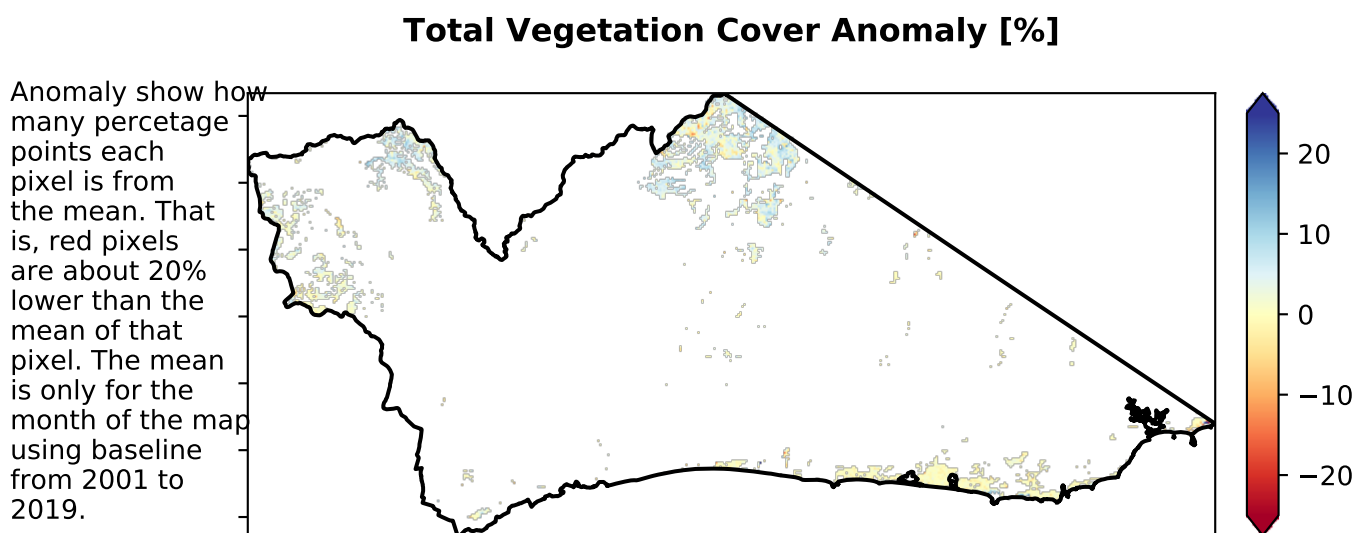 Total Vegetation Cover Anomaly [%]
Anomaly show how
many percetage
points each
pixel is from
the mean. That
is, red pixels
are about 20%
lower than the
mean of that
pixel. The mean
is only for the
month of the map
using baseline
from 2001 to
2019.
20
10
0
−10
−20